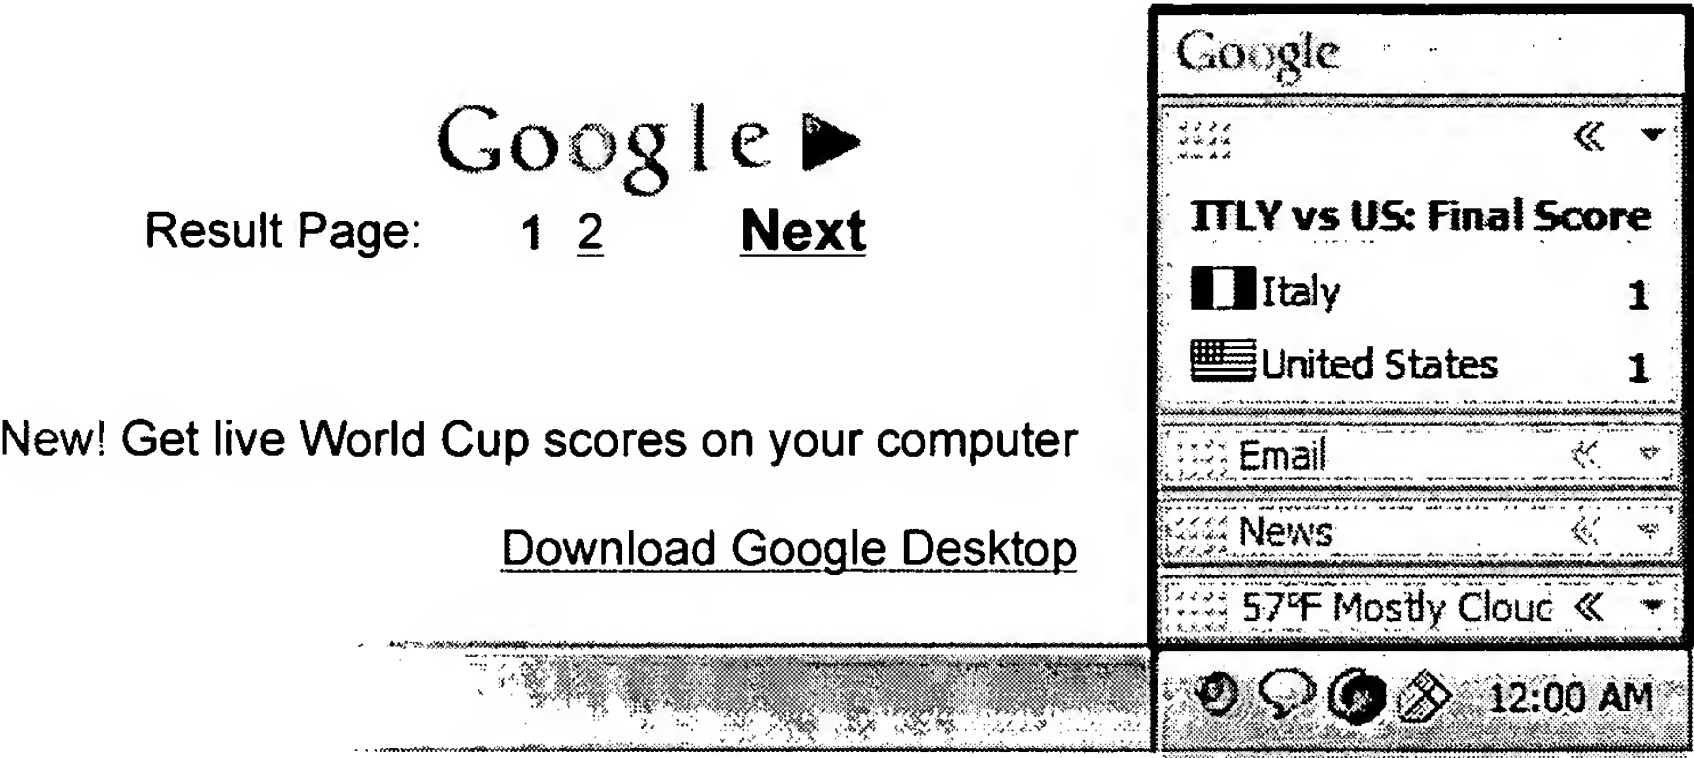 Google
Result Page: 1 2 Next
New! Get live World Cup scores on your computer
Download Google Desktop
Google
ITLY vs US: Final Score
Italy 1
United States 1
Email
News
57°F Mostly Clouc
12:00 AM